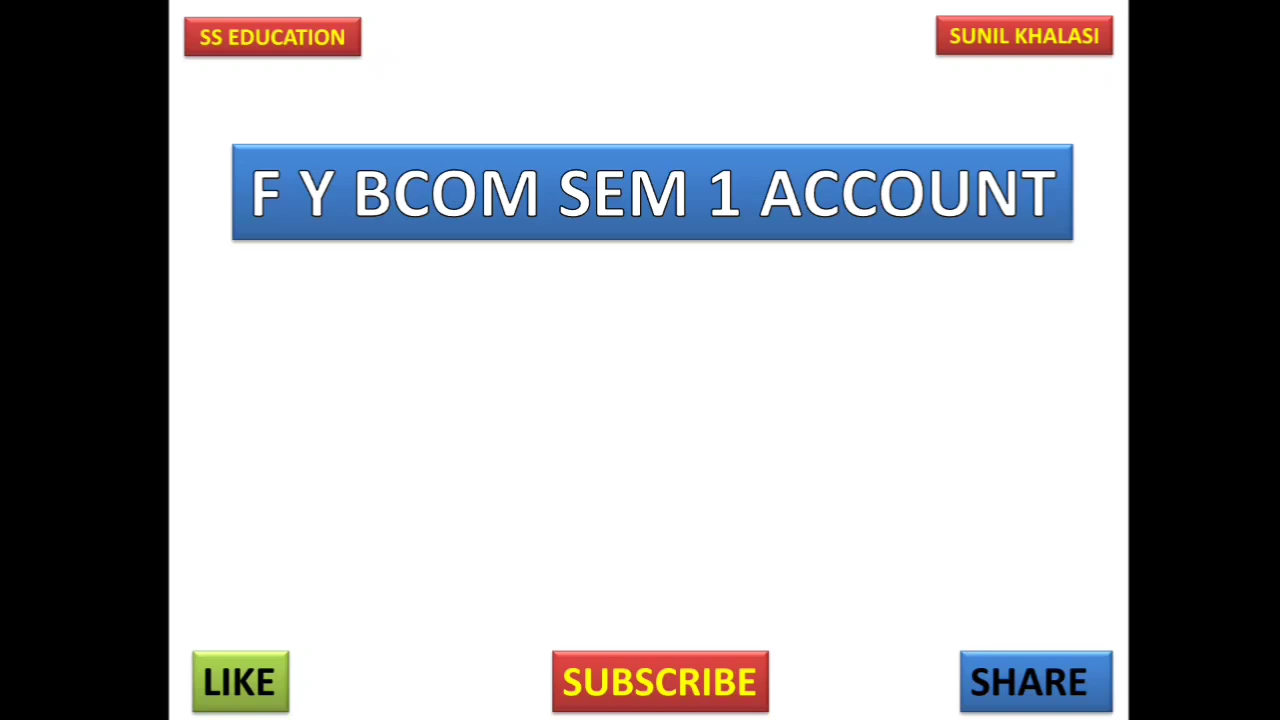 SS EDUCATION
SUNIL KHALASI
F Y BCOM SEM 1 ACCOUNT
LIKE
SUBSCRIBE
SHARE